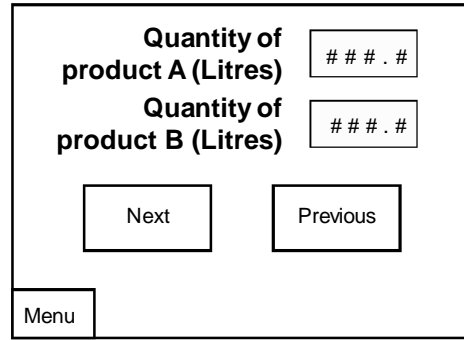 Quantity of
product A (Litres)
# # # . #
Quantity of
product B (Litres)
# # # . #
Next
Previous
Menu